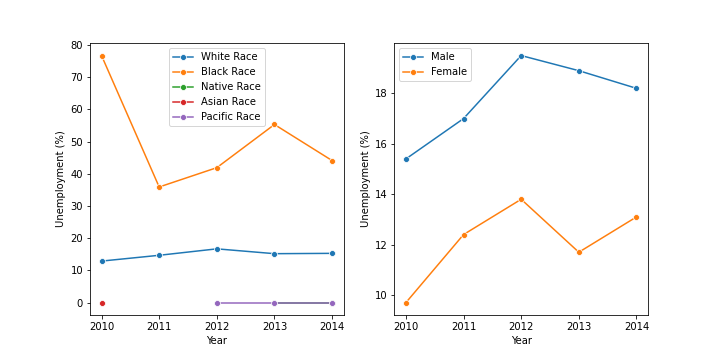 80
70
60
50
40
30
20
10
0
Unemployment (%)
White Race
Black Race
Native Race
Asian Race
Pacific Race
2010 2011 2012 2013 2014
Year
18
16
14
12
10
Unemployment (%)
Male
Female
2010 2011 2012 2013 2014
Year